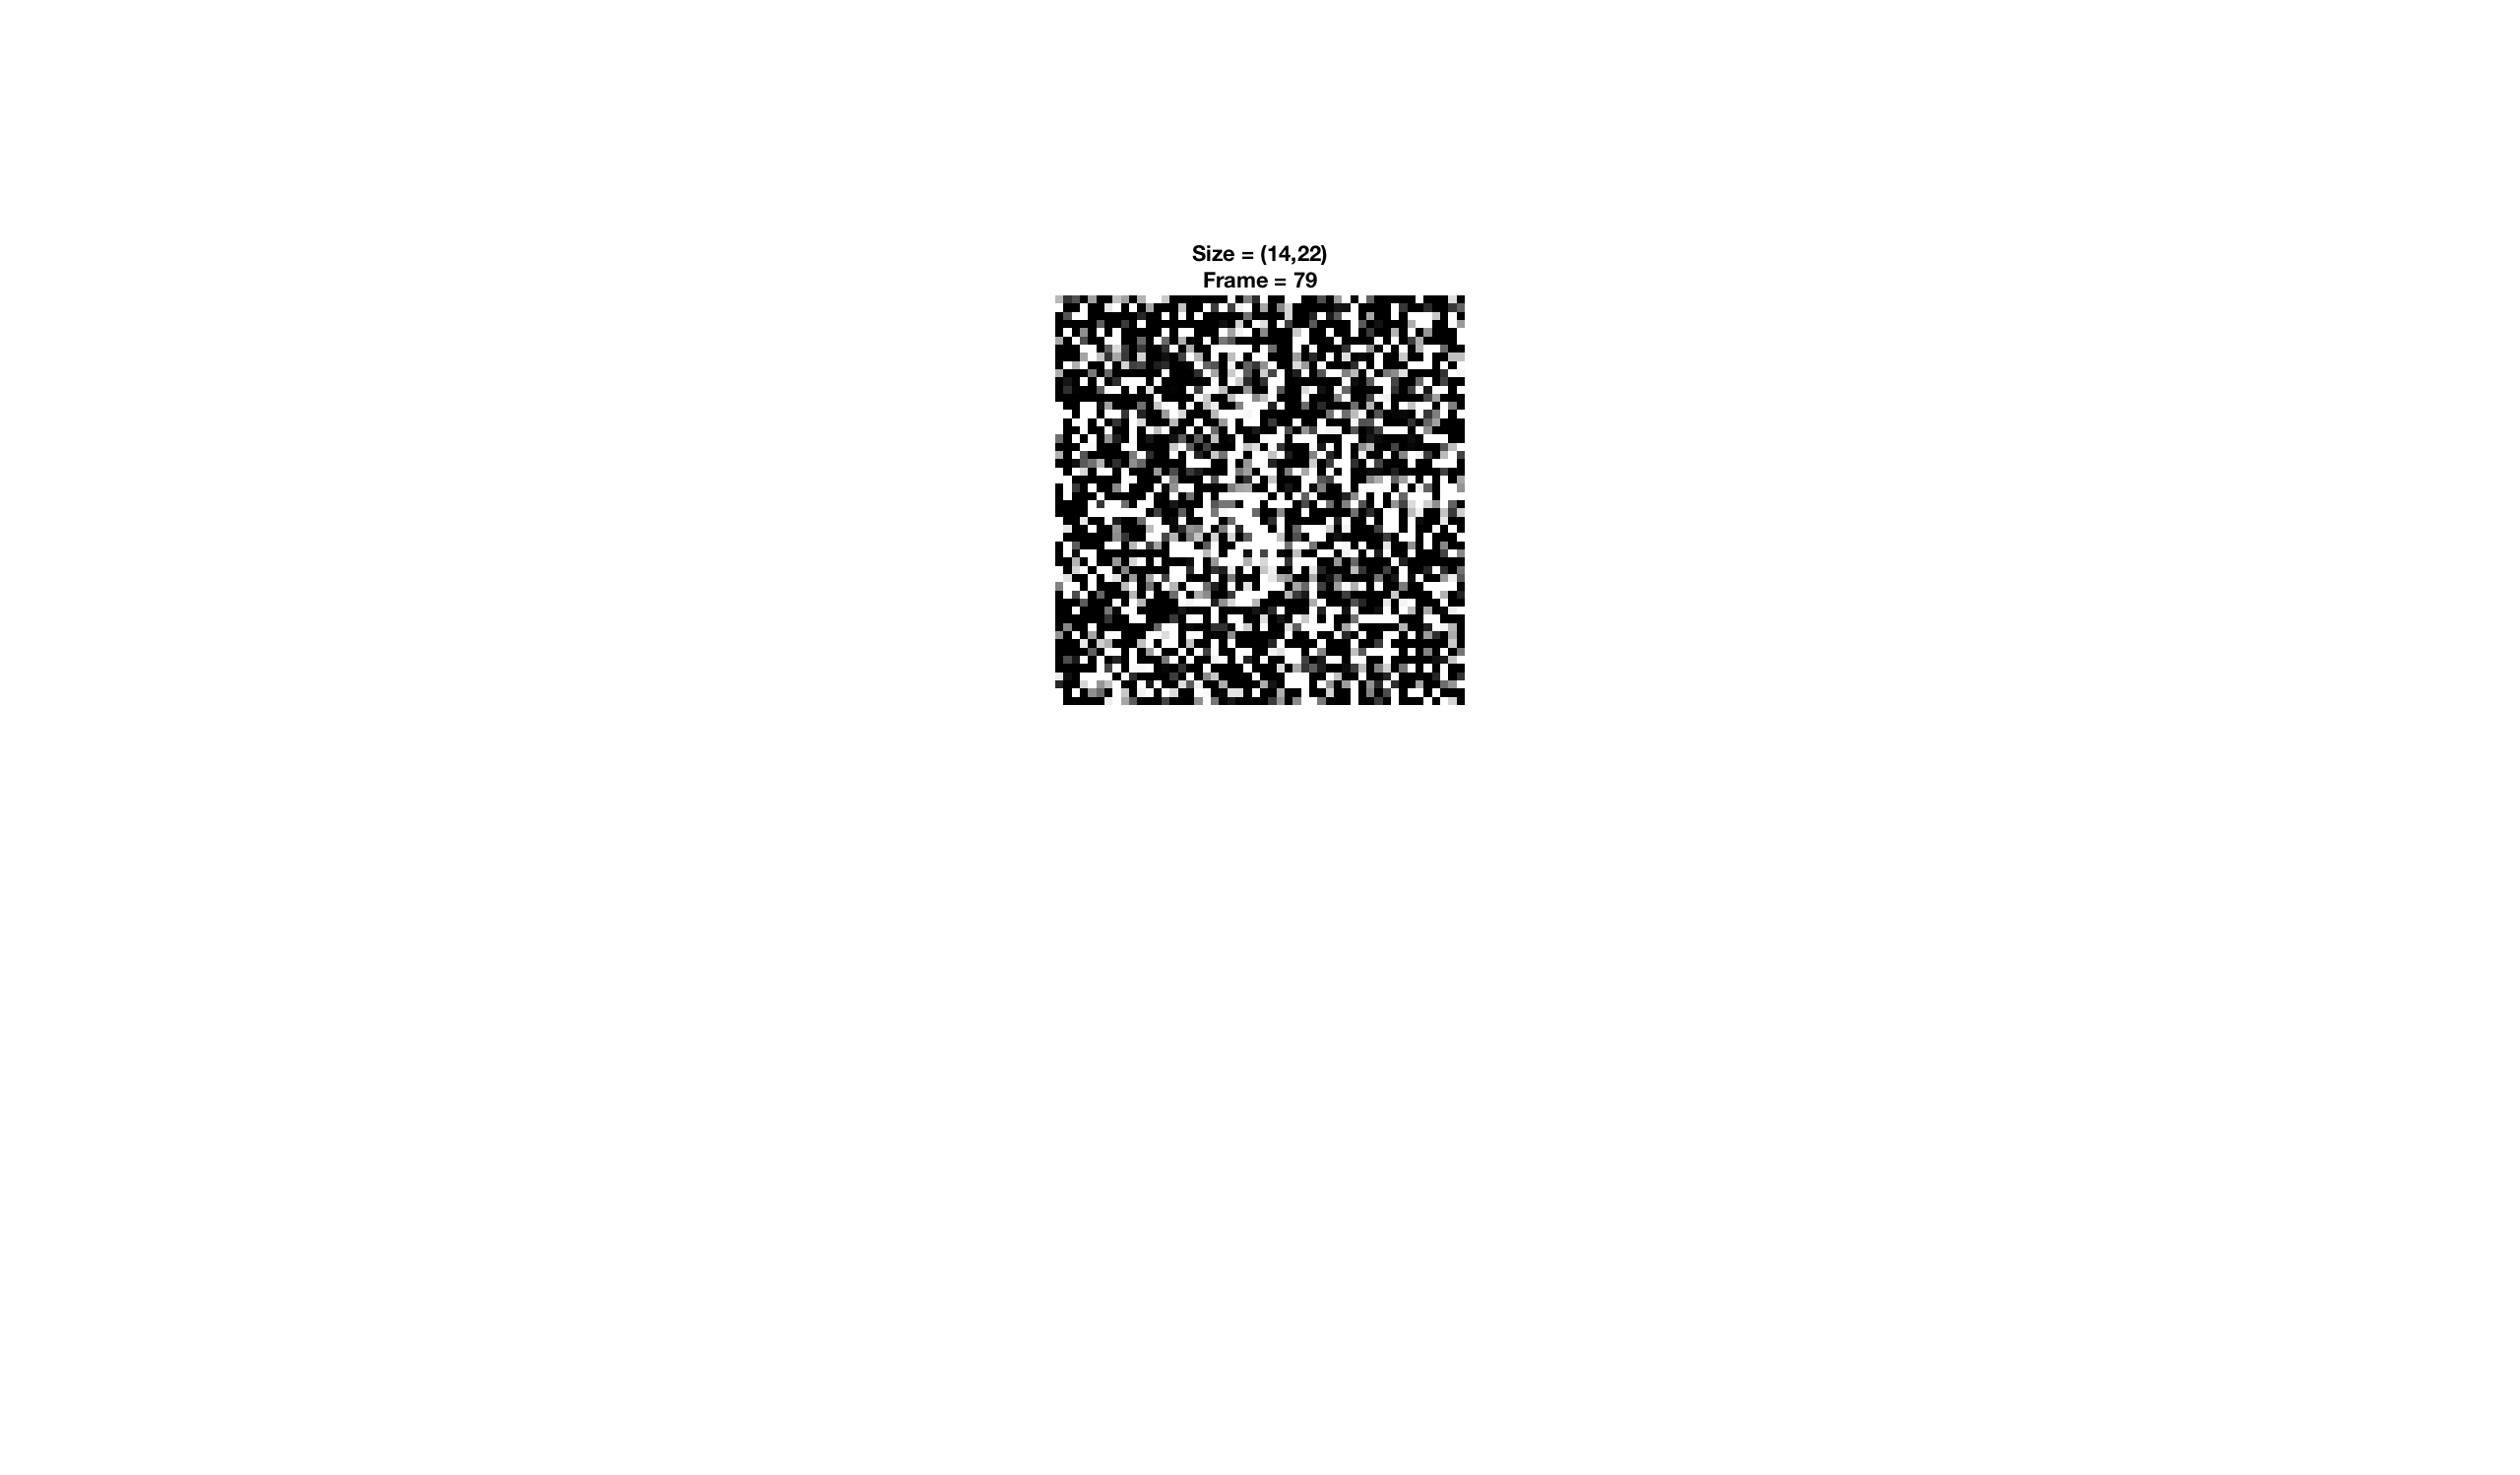 Size = (14,22)
Frame = 79